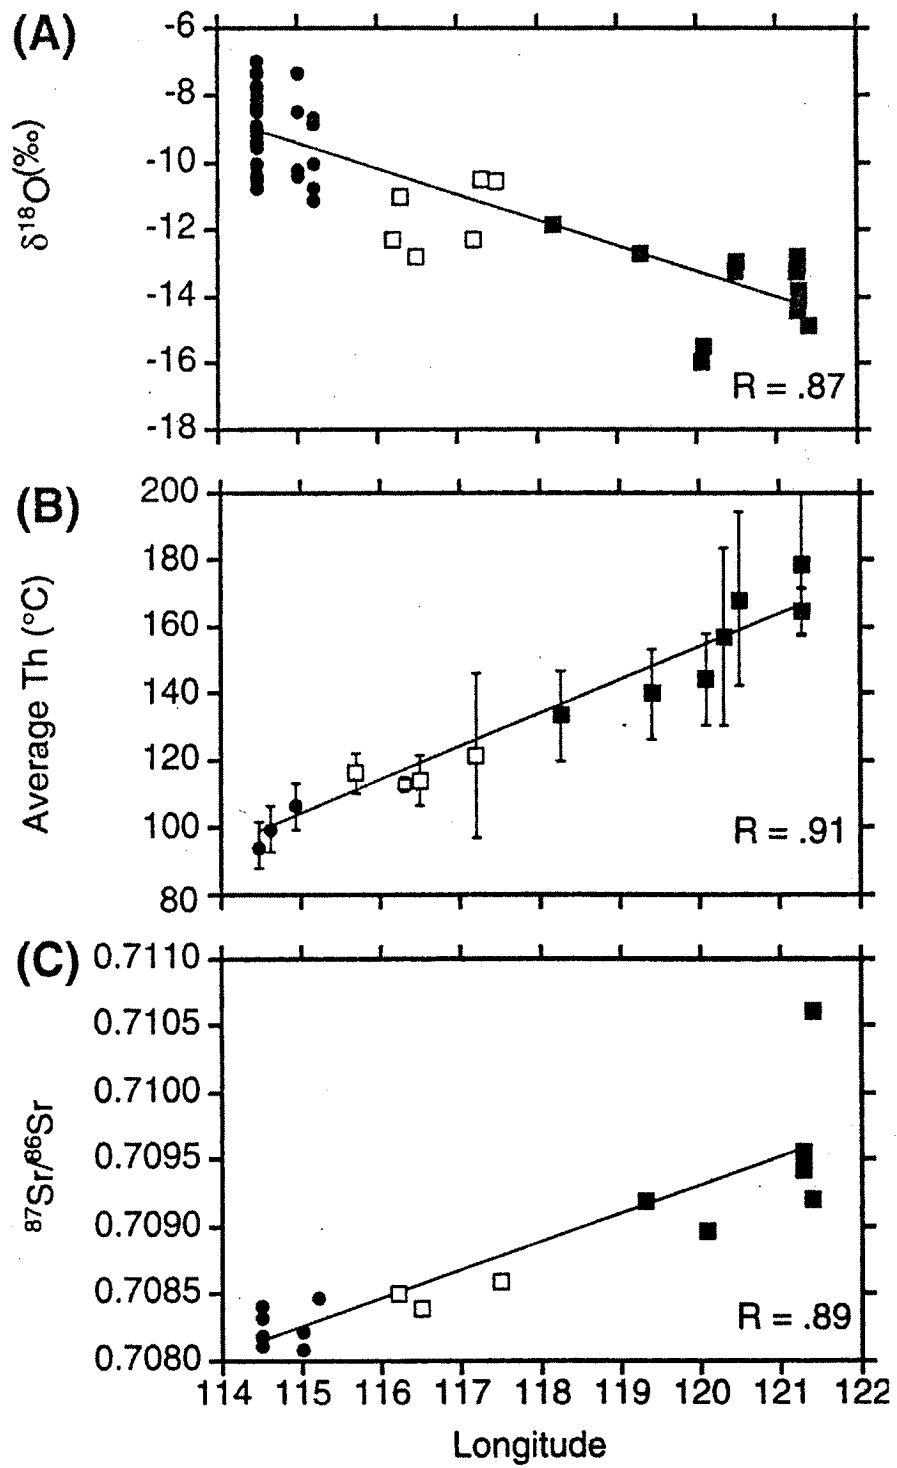 (A)
-6
-8
-10
-12
-14
-16
-18
δ¹⁸O(‰)
R = .87
(B)
200
180
160
140
120
100
80
Average Th (°C)
R = .91
(C)
0.7110
0.7105
0.7100
0.7095
0.7090
0.7085
0.7080
⁸⁷Sr/⁸⁶Sr
R = .89
114 115 116 117 118 119 120 121 122
Longitude